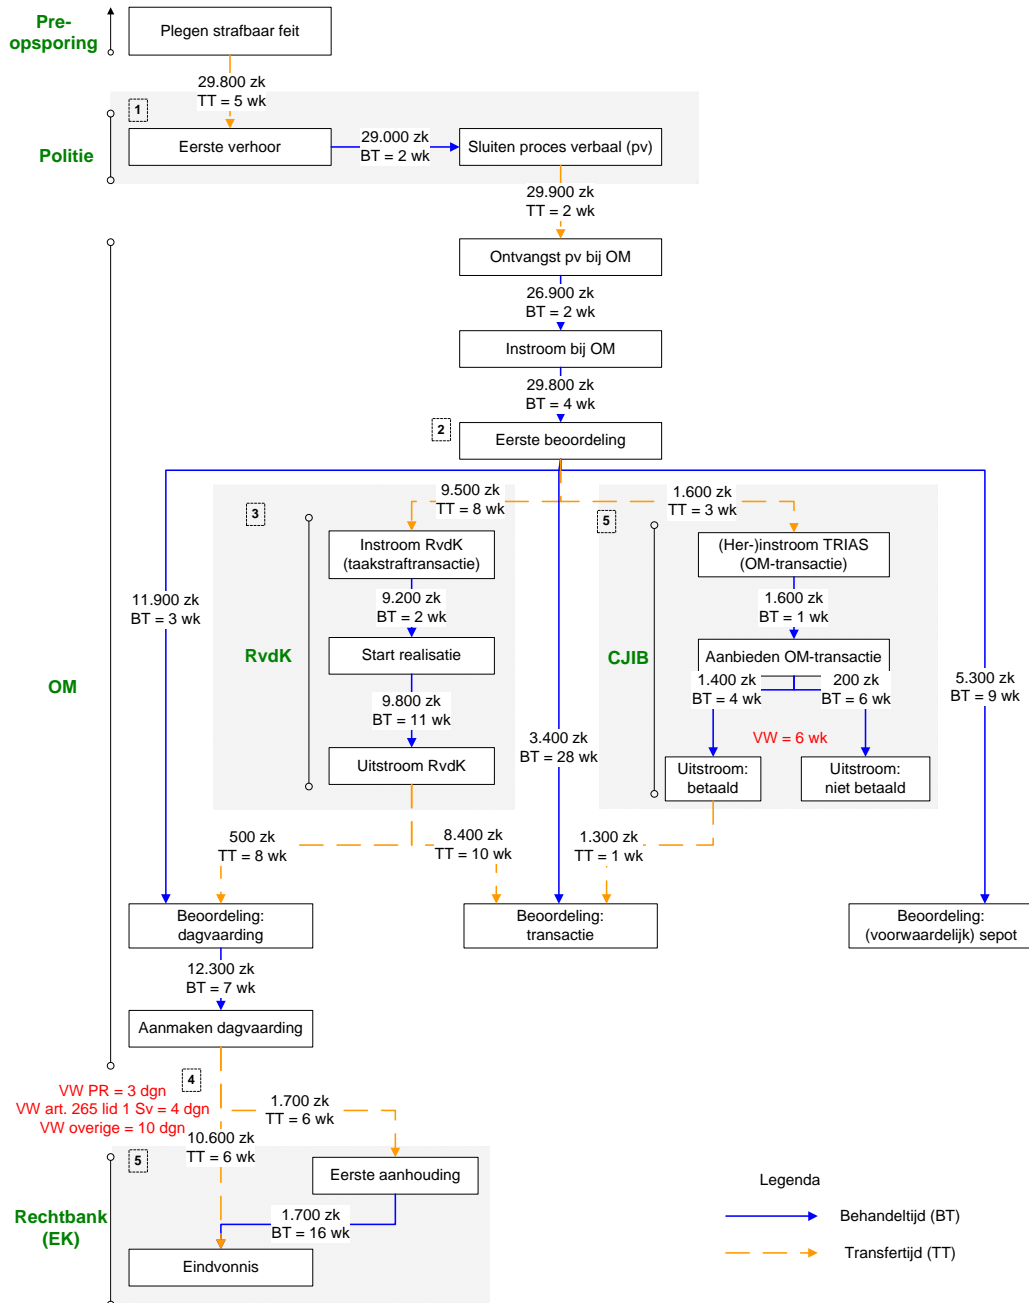 Pre-
opsporing
Plegen strafbaar feit
29.800 zk
TT = 5 wk
1
Politie
Eerste verhoor
29.000 zk
BT = 2 wk
Sluiten proces verbaal (pv)
29.900 zk
TT = 2 wk
Ontvangst pv bij OM
26.900 zk
BT = 2 wk
Instroom bij OM
29.800 zk
BT = 4 wk
2
Eerste beoordeling
OM
9.500 zk
TT = 8 wk
1.600 zk
TT = 3 wk
3
Instroom RvdK
(taakstraftransactie)
5
(Her-)instroom TRIAS
(OM-transactie)
11.900 zk
BT = 3 wk
9.200 zk
BT = 2 wk
1.600 zk
BT = 1 wk
RvdK
Start realisatie
CJIB
Aanbieden OM-transactie
1.400 zk
BT = 4 wk
200 zk
BT = 6 wk
5.300 zk
BT = 9 wk
9.800 zk
BT = 11 wk
3.400 zk
BT = 28 wk
VW = 6 wk
Uitstroom RvdK
Uitstroom:
betaald
Uitstroom:
niet betaald
500 zk
TT = 8 wk
8.400 zk
TT = 10 wk
1.300 zk
TT = 1 wk
Beoordeling:
dagvaarding
Beoordeling:
transactie
Beoordeling:
(voorwaardelijk) sepot
12.300 zk
BT = 7 wk
Aanmaken dagvaarding
4
VW PR = 3 dgn
VW art. 265 lid 1 Sv = 4 dgn
VW overige = 10 dgn
1.700 zk
TT = 6 wk
10.600 zk
TT = 6 wk
5
Rechtbank
(EK)
Eerste aanhouding
1.700 zk
BT = 16 wk
Eindvonnis
Legenda
Behandeltijd (BT)
Transfertijd (TT)